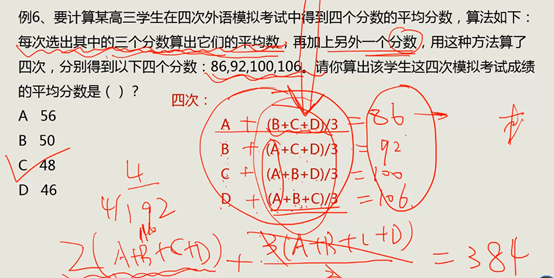 例6、要计算某高三学生在四次外语模拟考试中得到四个分数的平均分数，算法如下：
每次选出其中的三个分数算出它们的平均数，再加上另外一个分数，用这种方法算了
四次，分别得到以下四个分数：86,92,100,106。请你算出该学生这四次模拟考试成绩
的平均分数是（ ）？
四次：
A 56
B 50
C 48
D 46
A + (B+C+D)/3 = 86
B + (A+C+D)/3 = 92
C + (A+B+D)/3 = 100
D + (A+B+C)/3 = 106
4
4)192
2(A+B+C+D) + 3(A+B+C+D)/3 = 384